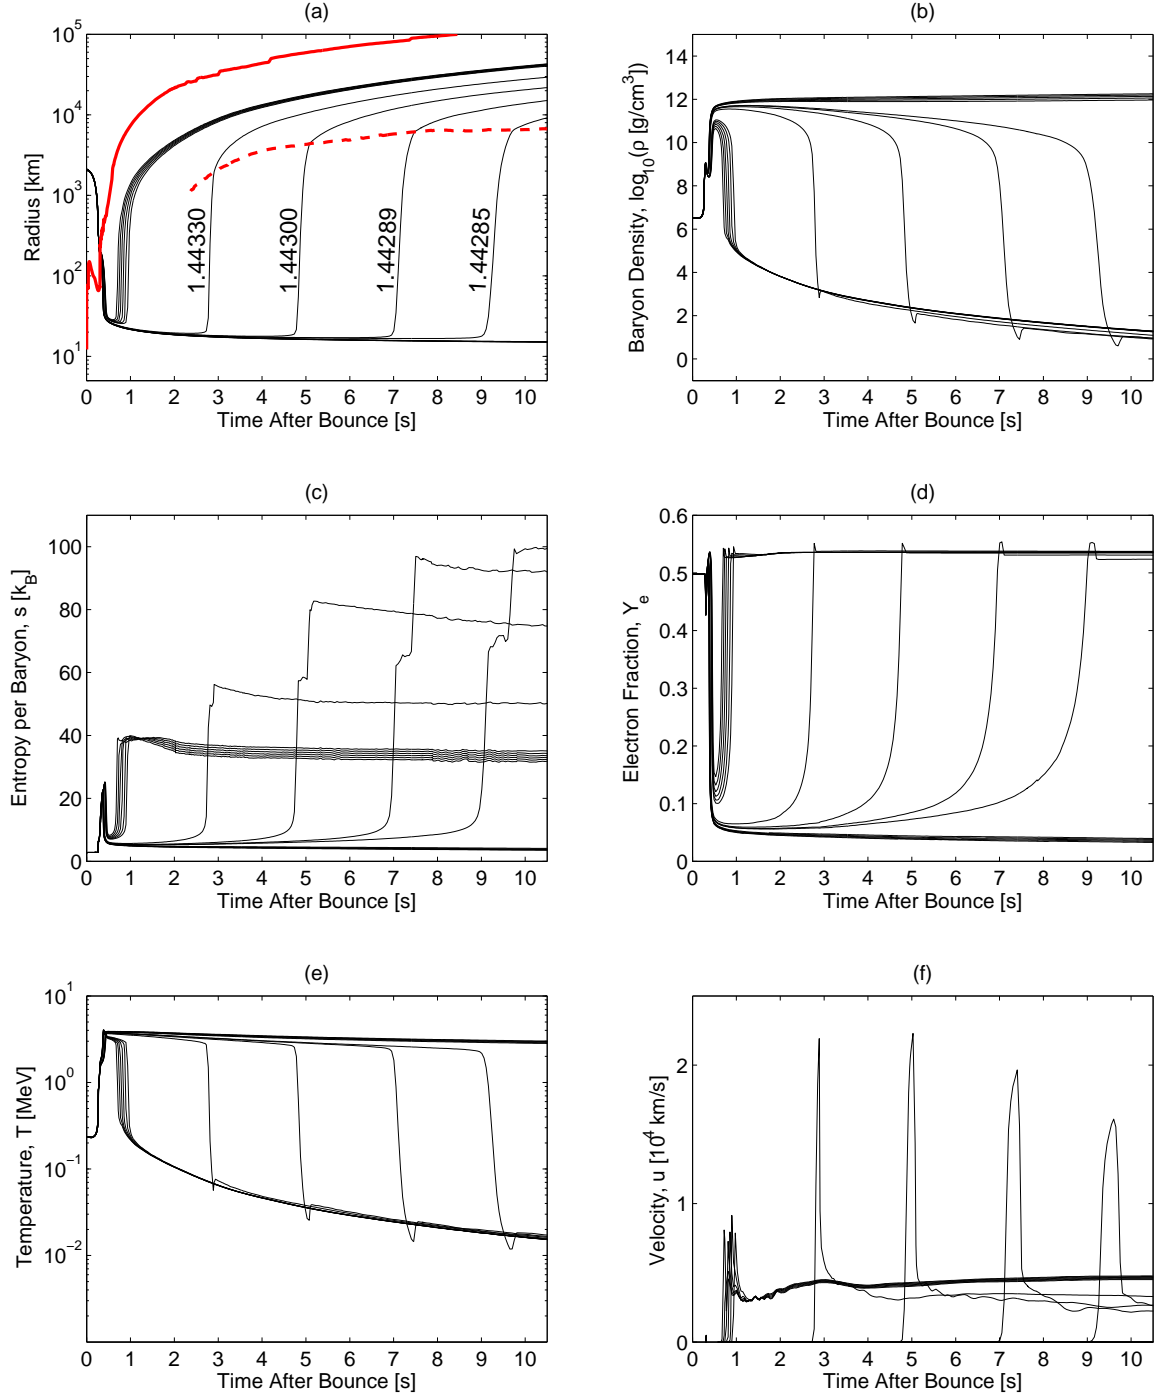 (a)
10^5
10^4
10^3
10^2
10^1
Radius [km]
1.44330
1.44300
1.44289
1.44285
0 1 2 3 4 5 6 7 8 9 10
Time After Bounce [s]
(b)
14
12
10
8
6
4
2
0
Baryon Density, log_10(ρ [g/cm^3])
0 1 2 3 4 5 6 7 8 9 10
Time After Bounce [s]
(c)
100
80
60
40
20
0
Entropy per Baryon, s [k_B]
0 1 2 3 4 5 6 7 8 9 10
Time After Bounce [s]
(d)
0.6
0.5
0.4
0.3
0.2
0.1
0
Electron Fraction, Y_e
0 1 2 3 4 5 6 7 8 9 10
Time After Bounce [s]
(e)
10^1
10^0
10^-1
10^-2
Temperature, T [MeV]
0 1 2 3 4 5 6 7 8 9 10
Time After Bounce [s]
(f)
2
1
0
Velocity, u [10^4 km/s]
0 1 2 3 4 5 6 7 8 9 10
Time After Bounce [s]